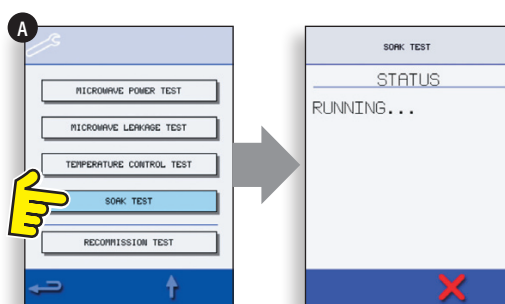 A
MICROWAVE POWER TEST
MICROWAVE LEAKAGE TEST
TEMPERATURE CONTROL TEST
SOAK TEST
RECOMMISSION TEST
SOAK TEST
STATUS
RUNNING...